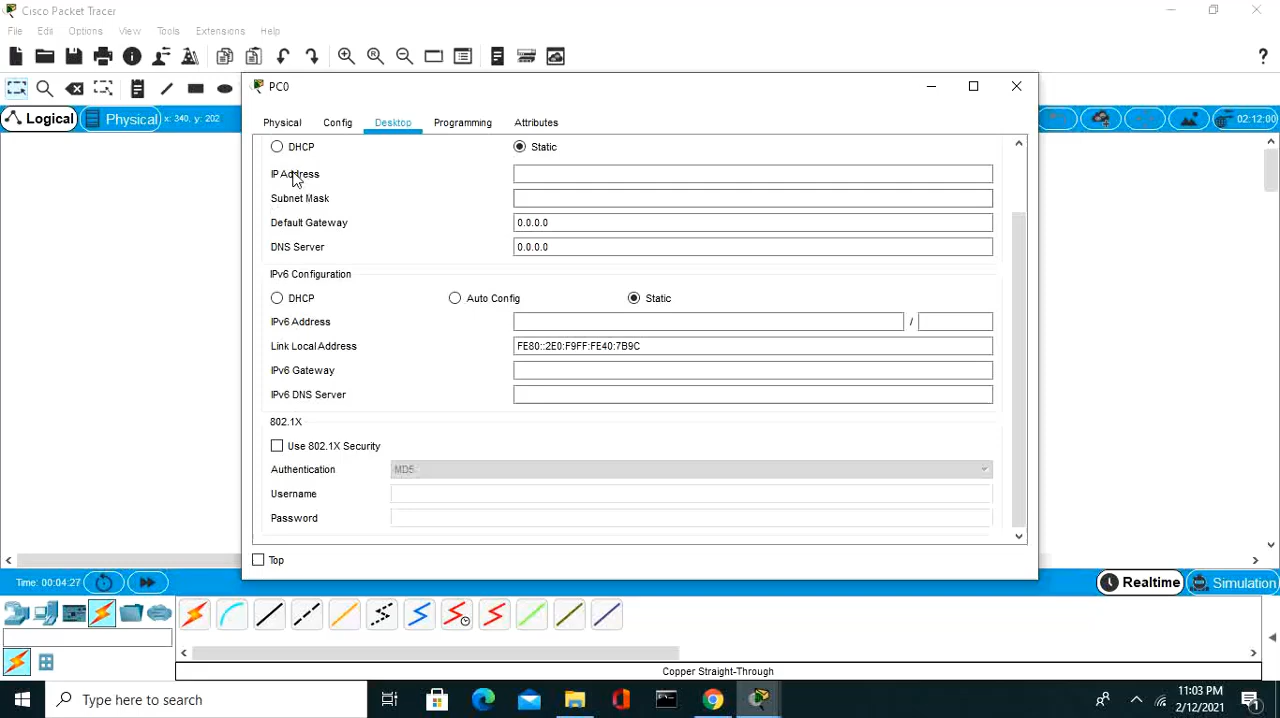 Cisco Packet Tracer
File Edit Options View Tools Extensions Help
?
PC0
Logical Physical x: 340, y: 202 02:12:00
Physical Config Desktop Programming Attributes
DHCP Static
IP Address
Subnet Mask
Default Gateway 0.0.0.0
DNS Server 0.0.0.0
IPv6 Configuration
DHCP Auto Config Static
IPv6 Address /
Link Local Address FE80::2E0:F9FF:FE40:7B9C
IPv6 Gateway
IPv6 DNS Server
802.1X
Use 802.1X Security
Authentication MD5
Username
Password
Top
Time: 00:04:27 Realtime Simulation
Copper Straight-Through
Type here to search
11:03 PM
2/12/2021
1